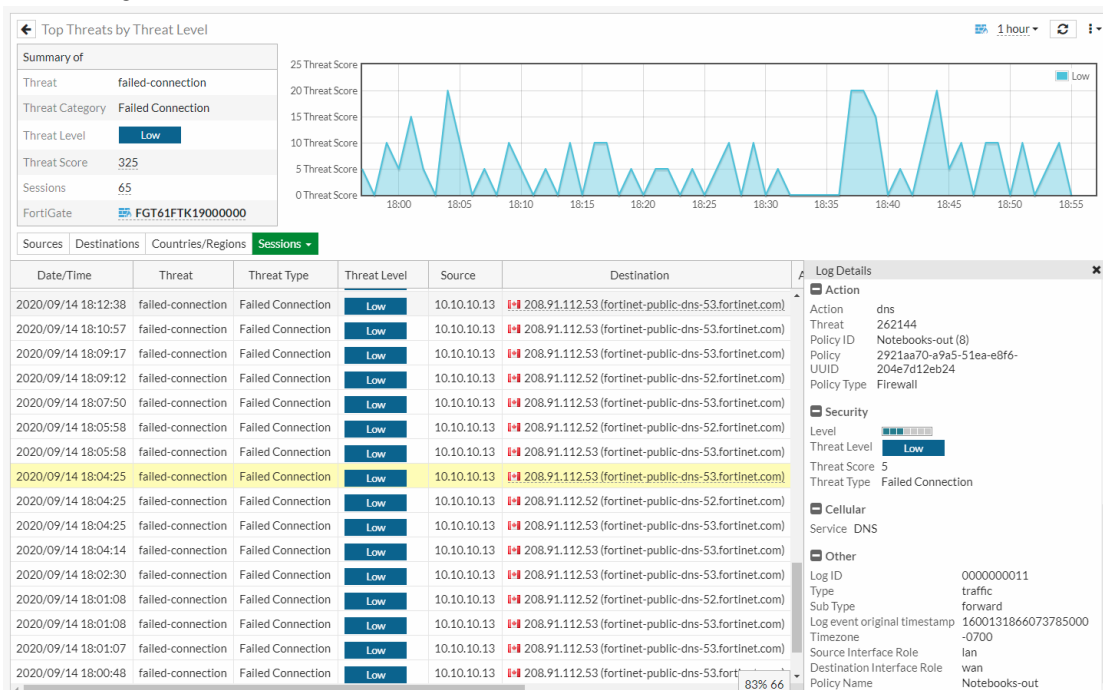 Top Threats by Threat Level
1 hour
Summary of
Threat failed-connection
Threat Category Failed Connection
Threat Level Low
Threat Score 325
Sessions 65
FortiGate FGT61FTK19000000
25 Threat Score
20 Threat Score
15 Threat Score
10 Threat Score
5 Threat Score
0 Threat Score
Low
18:00 18:05 18:10 18:15 18:20 18:25 18:30 18:35 18:40 18:45 18:50 18:55
Sources Destinations Countries/Regions Sessions
Date/Time Threat Threat Type Threat Level Source Destination A
2020/09/14 18:12:38 failed-connection Failed Connection Low 10.10.10.13 208.91.112.53 (fortinet-public-dns-53.fortinet.com)
2020/09/14 18:10:57 failed-connection Failed Connection Low 10.10.10.13 208.91.112.53 (fortinet-public-dns-53.fortinet.com)
2020/09/14 18:09:17 failed-connection Failed Connection Low 10.10.10.13 208.91.112.53 (fortinet-public-dns-53.fortinet.com)
2020/09/14 18:09:12 failed-connection Failed Connection Low 10.10.10.13 208.91.112.52 (fortinet-public-dns-52.fortinet.com)
2020/09/14 18:07:50 failed-connection Failed Connection Low 10.10.10.13 208.91.112.53 (fortinet-public-dns-53.fortinet.com)
2020/09/14 18:05:58 failed-connection Failed Connection Low 10.10.10.13 208.91.112.52 (fortinet-public-dns-52.fortinet.com)
2020/09/14 18:05:58 failed-connection Failed Connection Low 10.10.10.13 208.91.112.53 (fortinet-public-dns-53.fortinet.com)
2020/09/14 18:04:25 failed-connection Failed Connection Low 10.10.10.13 208.91.112.53 (fortinet-public-dns-53.fortinet.com)
2020/09/14 18:04:25 failed-connection Failed Connection Low 10.10.10.13 208.91.112.52 (fortinet-public-dns-52.fortinet.com)
2020/09/14 18:04:25 failed-connection Failed Connection Low 10.10.10.13 208.91.112.53 (fortinet-public-dns-53.fortinet.com)
2020/09/14 18:04:14 failed-connection Failed Connection Low 10.10.10.13 208.91.112.53 (fortinet-public-dns-53.fortinet.com)
2020/09/14 18:02:30 failed-connection Failed Connection Low 10.10.10.13 208.91.112.53 (fortinet-public-dns-53.fortinet.com)
2020/09/14 18:01:08 failed-connection Failed Connection Low 10.10.10.13 208.91.112.52 (fortinet-public-dns-52.fortinet.com)
2020/09/14 18:01:08 failed-connection Failed Connection Low 10.10.10.13 208.91.112.53 (fortinet-public-dns-53.fortinet.com)
2020/09/14 18:01:07 failed-connection Failed Connection Low 10.10.10.13 208.91.112.53 (fortinet-public-dns-53.fortinet.com)
2020/09/14 18:00:48 failed-connection Failed Connection Low 10.10.10.13 208.91.112.53 (fortinet-public-dns-53.fort
83% 66
Log Details
Action
Action dns
Threat 262144
Policy ID Notebooks-out (8)
Policy 2921aa70-a9a5-51ea-e8f6-
UUID 204e7d12eb24
Policy Type Firewall
Security
Level
Threat Level Low
Threat Score 5
Threat Type Failed Connection
Cellular
Service DNS
Other
Log ID 0000000011
Type traffic
Sub Type forward
Log event original timestamp 1600131866073785000
Timezone -0700
Source Interface Role lan
Destination Interface Role wan
Policy Name Notebooks-out